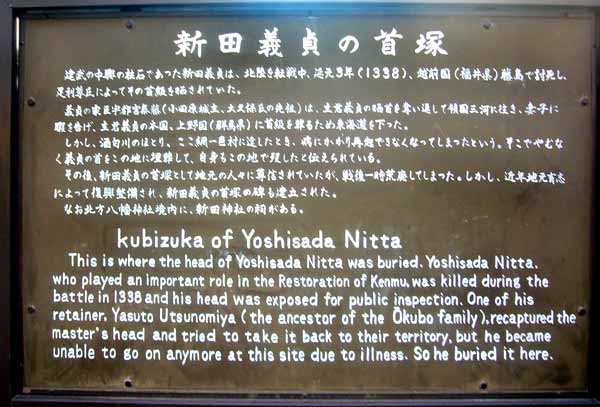 新田義貞の首塚
建武の中興の柱石であった新田義貞は、北陸を転戦中、延元3年(1338)、越前国(福井県)藤島で討死し、
足利尊氏によってその首級を晒されていた。
義貞の家臣宇都宮泰藤(小田原城主、大久保氏の先祖)は、主君義貞の晒首を奪い返して領国三河に往き、妻子に
暇を告げ、主君義貞の本国、上野国(群馬県)に首級を葬るため東海道を下った。
しかし、酒匂川のほとり、ここ網一色村に達したとき、病にかかり再起できなくなってしまったという。そこでやむな
く義貞の首をこの地に埋葬して、自身もこの地で歿したと伝えられている。
その後、新田義貞の首塚として地元の人々に尊信されていたが、戦後一時荒廃してしまった。しかし、近年地元有志
によって復興整備され、新田義貞の首塚の碑も建立された。
なお北方八幡神社境内に、新田神社の祠がある。
kubizuka of Yoshisada Nitta
This is where the head of Yoshisada Nitta was buried. Yoshisada Nitta,
who played an important role in the Restoration of Kenmu, was killed during the
battle in 1338 and his head was exposed for public inspection. One of his
retainer, Yasuto Utsunomiya (the ancestor of the Ōkubo family), recaptured the
master's head and tried to take it back to their territory, but he became
unable to go on anymore at this site due to illness. So he buried it here.